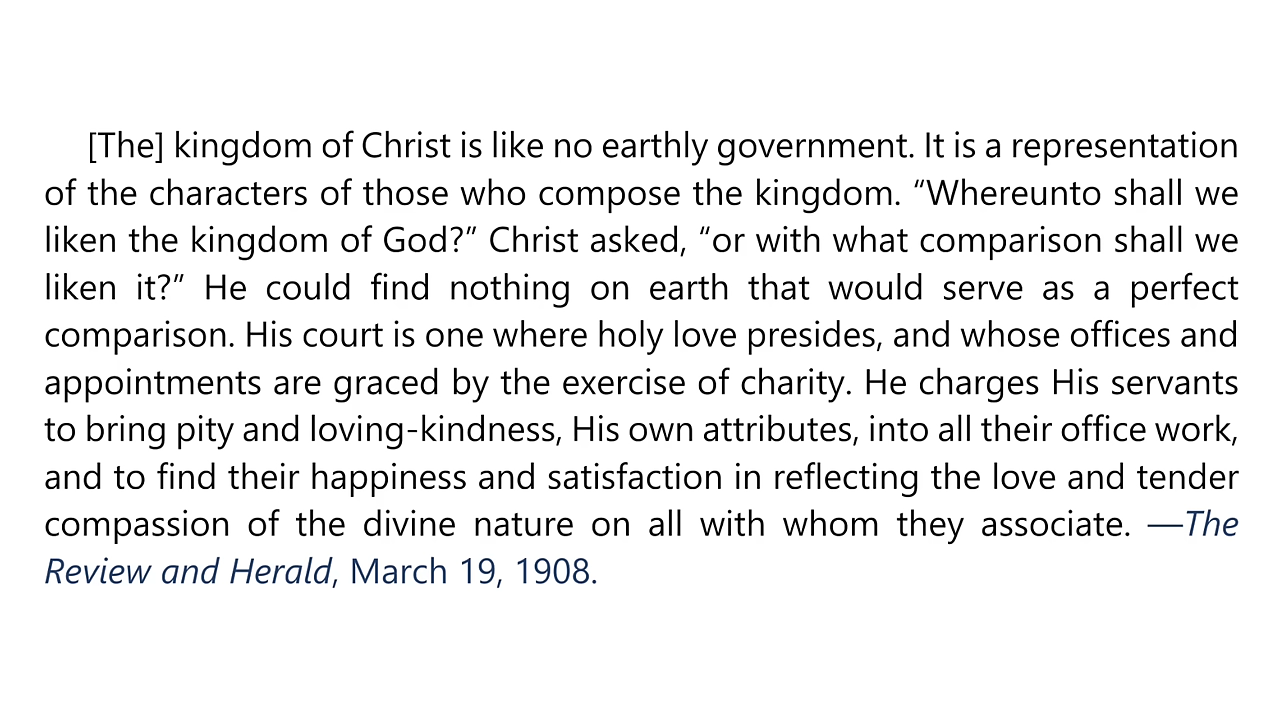 [The] kingdom of Christ is like no earthly government. It is a representation
of the characters of those who compose the kingdom. “Whereunto shall we
liken the kingdom of God?” Christ asked, “or with what comparison shall we
liken it?” He could find nothing on earth that would serve as a perfect
comparison. His court is one where holy love presides, and whose offices and
appointments are graced by the exercise of charity. He charges His servants
to bring pity and loving-kindness, His own attributes, into all their office work,
and to find their happiness and satisfaction in reflecting the love and tender
compassion of the divine nature on all with whom they associate. —The
Review and Herald, March 19, 1908.